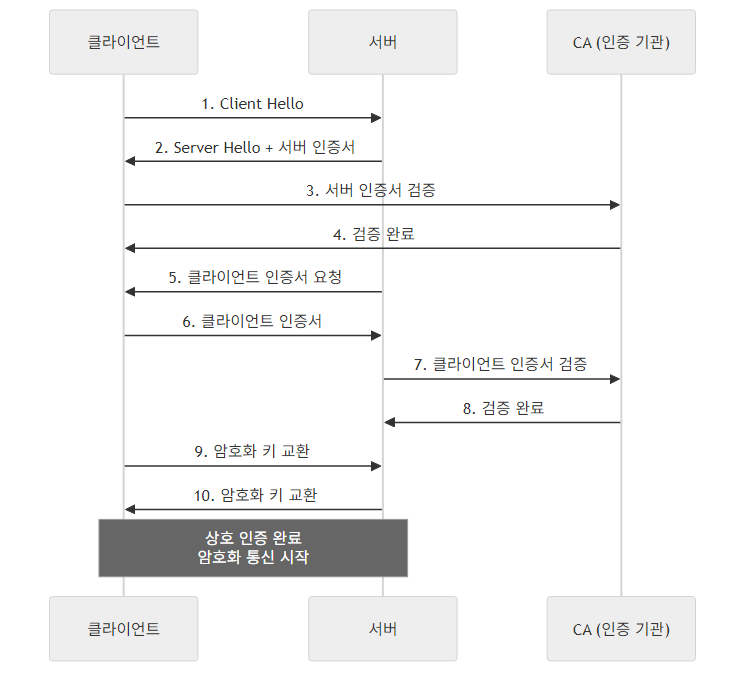 클라이언트
서버
CA (인증 기관)
1. Client Hello
2. Server Hello + 서버 인증서
3. 서버 인증서 검증
4. 검증 완료
5. 클라이언트 인증서 요청
6. 클라이언트 인증서
7. 클라이언트 인증서 검증
8. 검증 완료
9. 암호화 키 교환
10. 암호화 키 교환
상호 인증 완료
암호화 통신 시작
클라이언트
서버
CA (인증 기관)